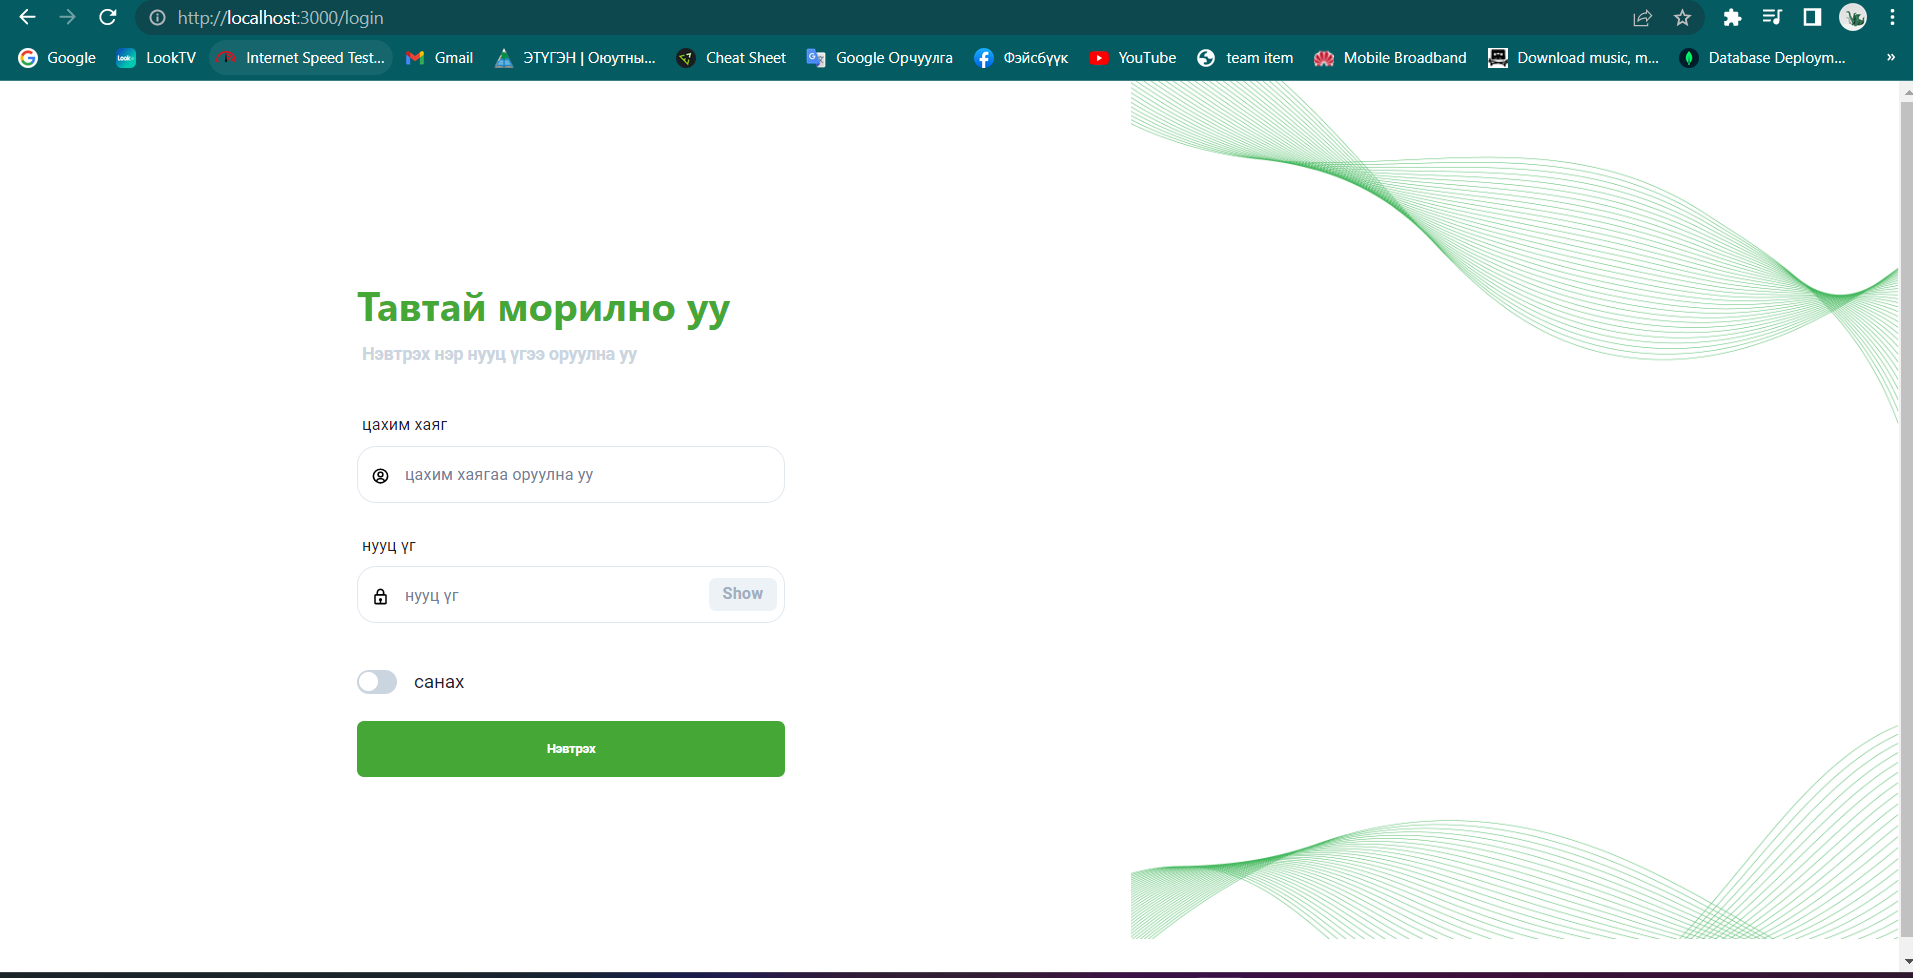 http://localhost:3000/login
Google LookTV Internet Speed Test... Gmail ЭТҮГЭН | Оюутны... Cheat Sheet Google Орчуулга Фэйсбүүк YouTube team item Mobile Broadband Download music, m... Database Deploym... »
Тавтай морилно уу
Нэвтрэх нэр нууц үгээ оруулна уу
цахим хаяг
цахим хаягаа оруулна уу
нууц үг
нууц үг Show
санах
Нэвтрэх